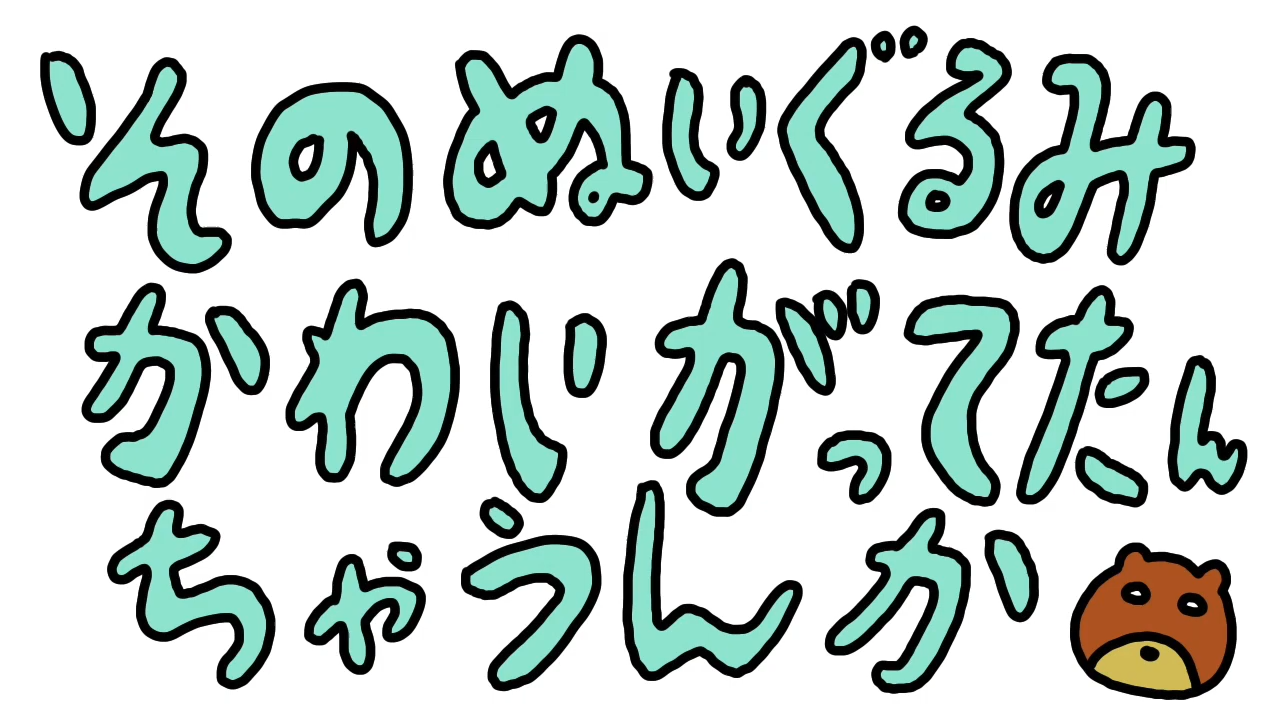 そのぬいぐるみ
かわいがってたん
ちゃうんか